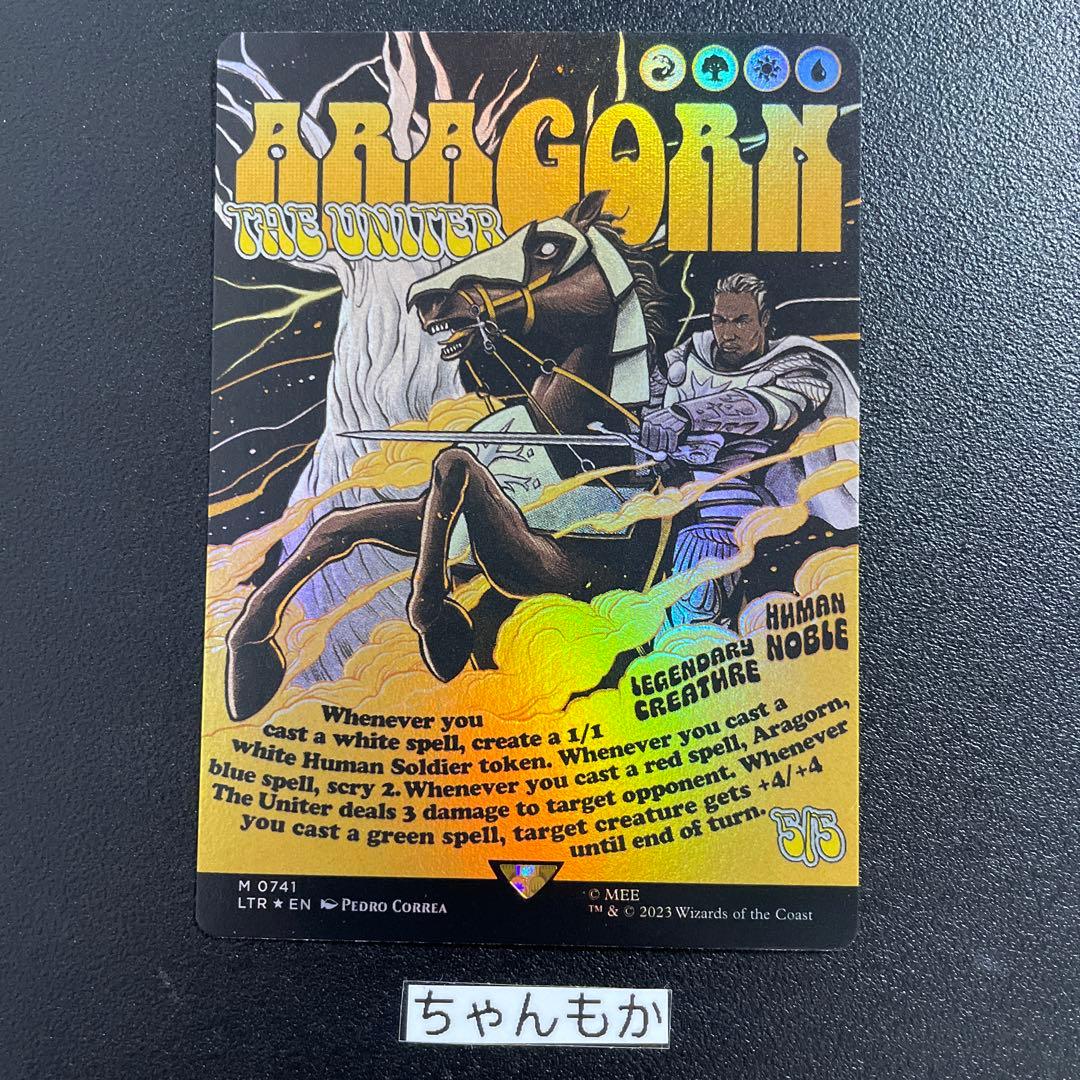 ARAGORN
THE UNITER
HUMAN
NOBLE
LEGENDARY
CREATURE
Whenever you
cast a white spell, create a 1/1
white Human Soldier token. Whenever you cast a
blue spell, scry 2. Whenever you cast a red spell, Aragorn,
The Uniter deals 3 damage to target opponent. Whenever
you cast a green spell, target creature gets +4/+4
until end of turn.
5/5
M 0741
LTR ★ EN PEDRO CORREA
© MEE
™ & © 2023 Wizards of the Coast
ちゃんもか